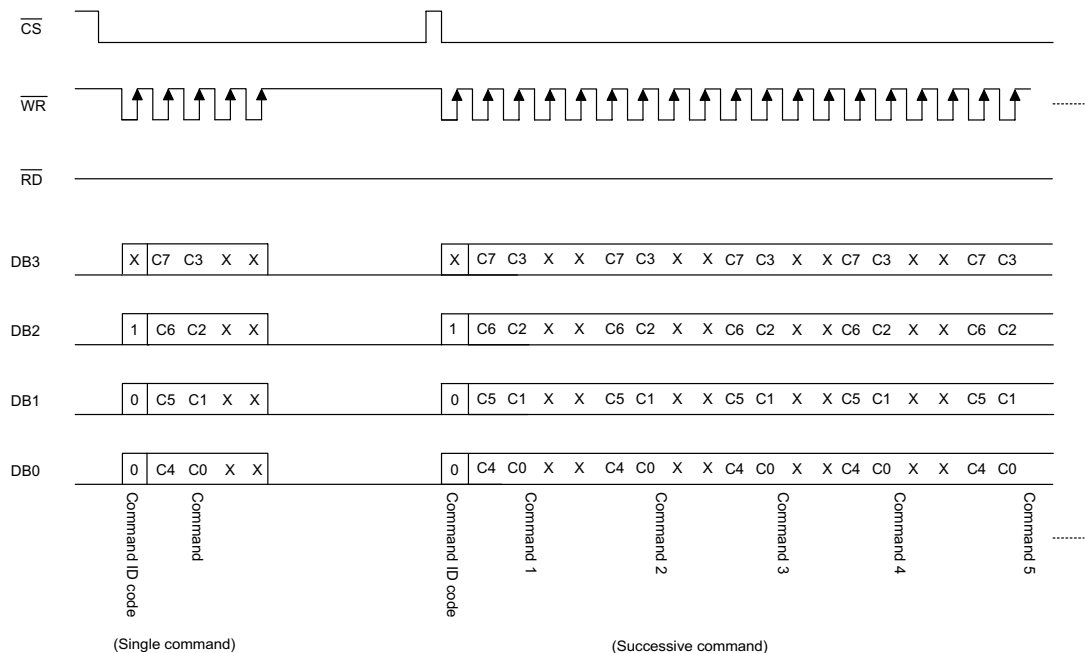 CS
WR
RD
DB3 X C7 C3 X X X C7 C3 X X C7 C3 X X C7 C3 X X C7 C3 X X C7 C3
DB2 1 C6 C2 X X 1 C6 C2 X X C6 C2 X X C6 C2 X X C6 C2 X X C6 C2
DB1 0 C5 C1 X X 0 C5 C1 X X C5 C1 X X C5 C1 X X C5 C1 X X C5 C1
DB0 0 C4 C0 X X 0 C4 C0 X X C4 C0 X X C4 C0 X X C4 C0 X X C4 C0
Command ID code
Command
Command ID code
Command 1
Command 2
Command 3
Command 4
Command 5
(Single command)
(Successive command)